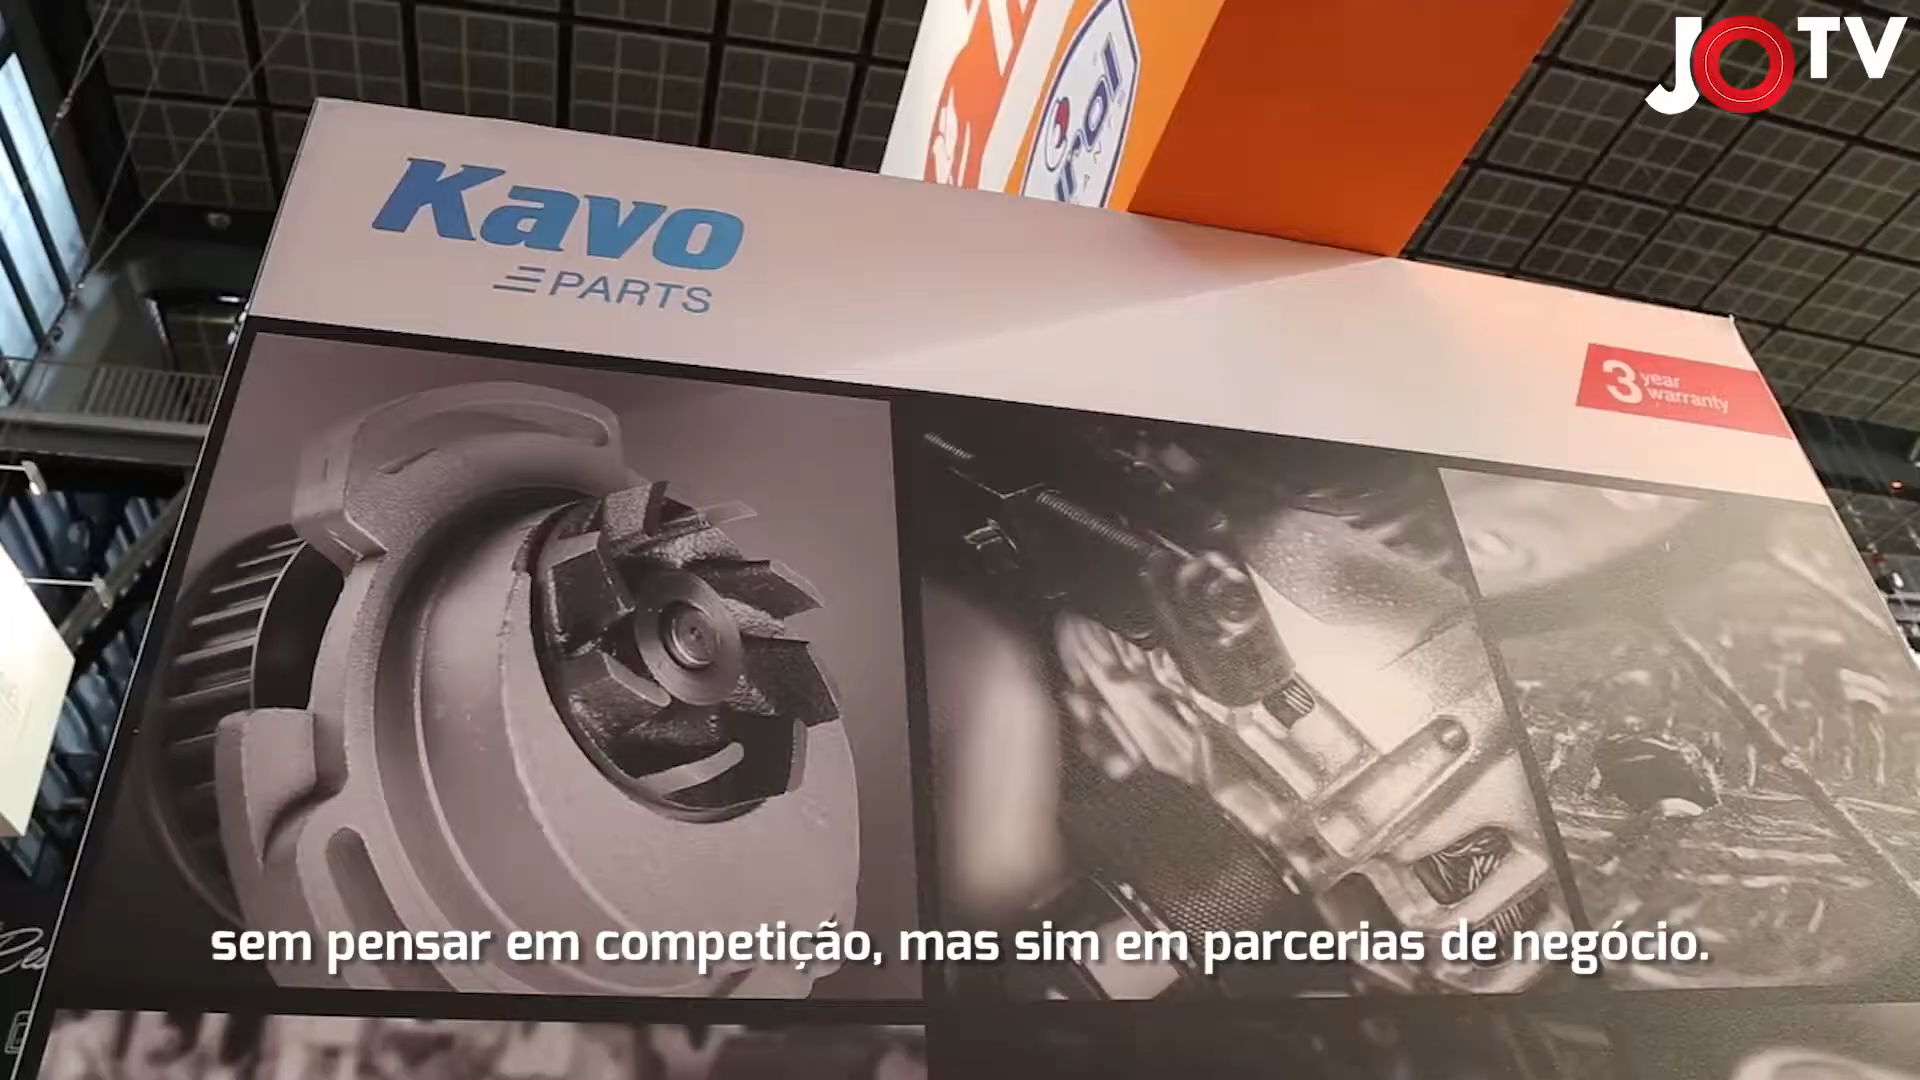 JOTV
Kavo
PARTS
3 year
warranty
sem pensar em competição, mas sim em parcerias de negócio.